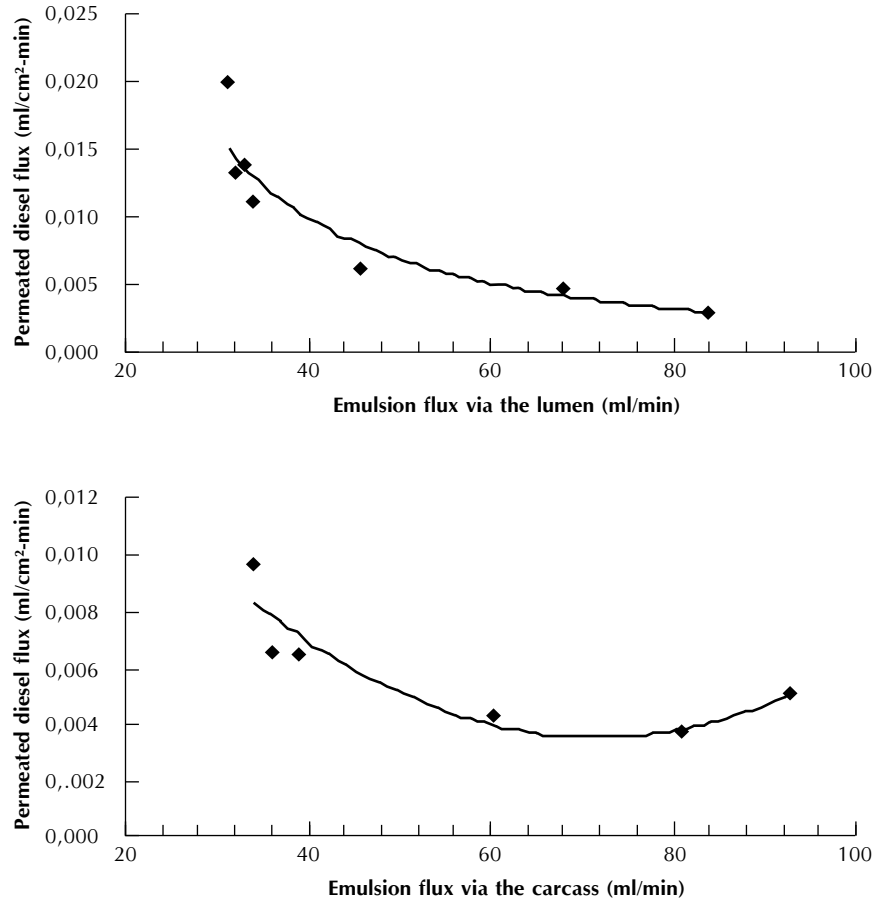 Permeated diesel flux (ml/cm²-min)
0,025
0,020
0,015
0,010
0,005
0,000
20 40 60 80 100
Emulsion flux via the lumen (ml/min)
Permeated diesel flux (ml/cm²-min)
0,012
0,010
0,008
0,006
0,004
0,.002
0,000
20 40 60 80 100
Emulsion flux via the carcass (ml/min)